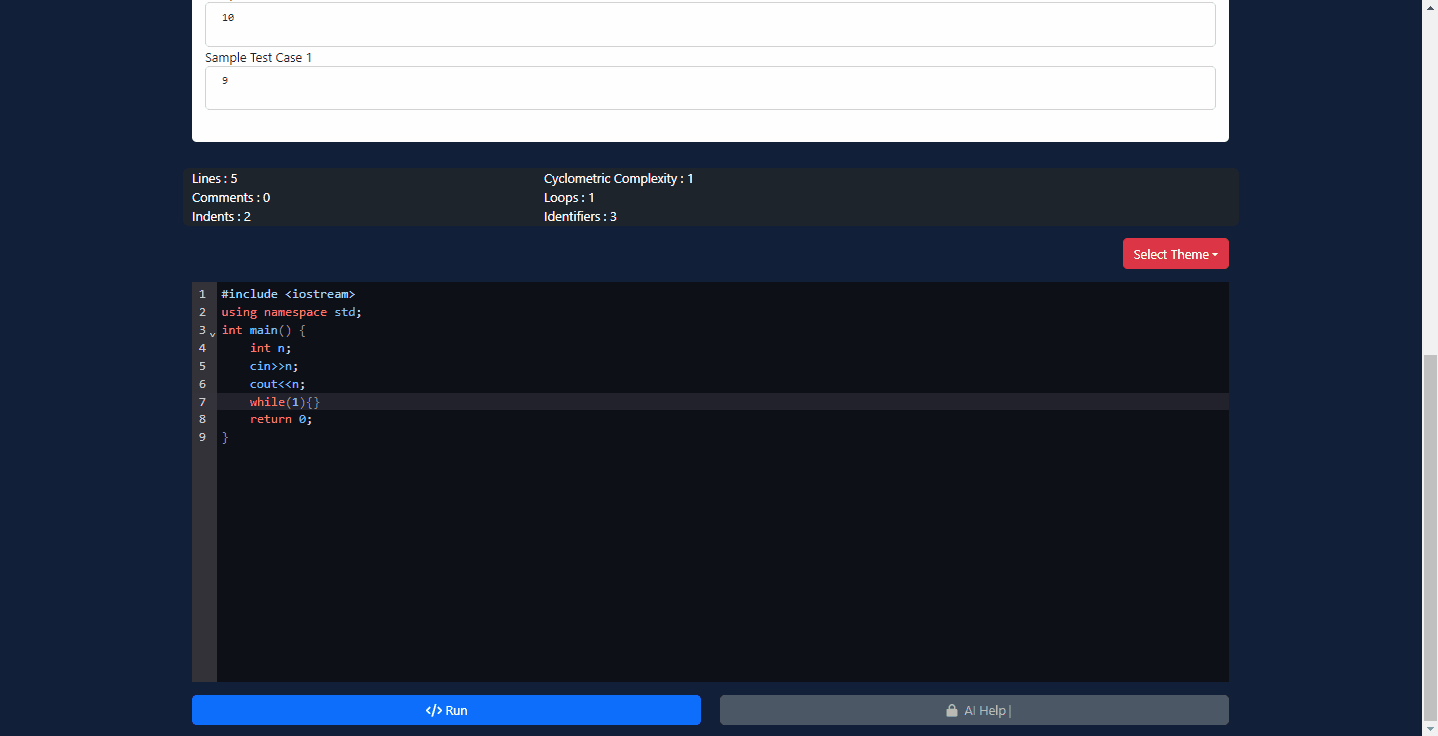 10
Sample Test Case 1
9
Lines : 5
Cyclometric Complexity : 1
Comments : 0
Loops : 1
Indents : 2
Identifiers : 3
Select Theme
1 #include <iostream>
2 using namespace std;
3 int main() {
4 int n;
5 cin>>n;
6 cout<<n;
7 while(1){}
8 return 0;
9 }
</> Run
AI Help|